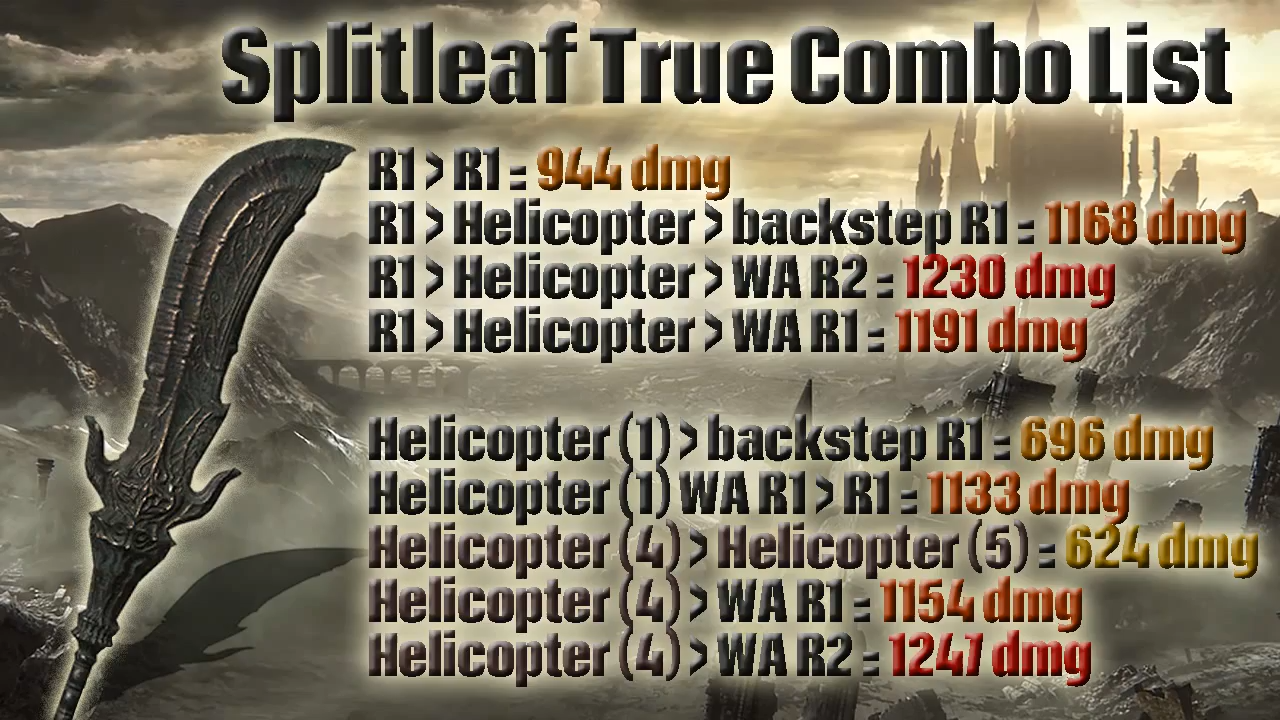 Splitleaf True Combo List
R1 > R1 = 944 dmg
R1 > Helicopter > backstep R1 = 1168 dmg
R1 > Helicopter > WA R2 = 1230 dmg
R1 > Helicopter > WA R1 = 1191 dmg
Helicopter (1) > backstep R1 = 696 dmg
Helicopter (1) WA R1 > R1 = 1133 dmg
Helicopter (4) > Helicopter (5) = 624 dmg
Helicopter (4) > WA R1 = 1154 dmg
Helicopter (4) > WA R2 = 1247 dmg